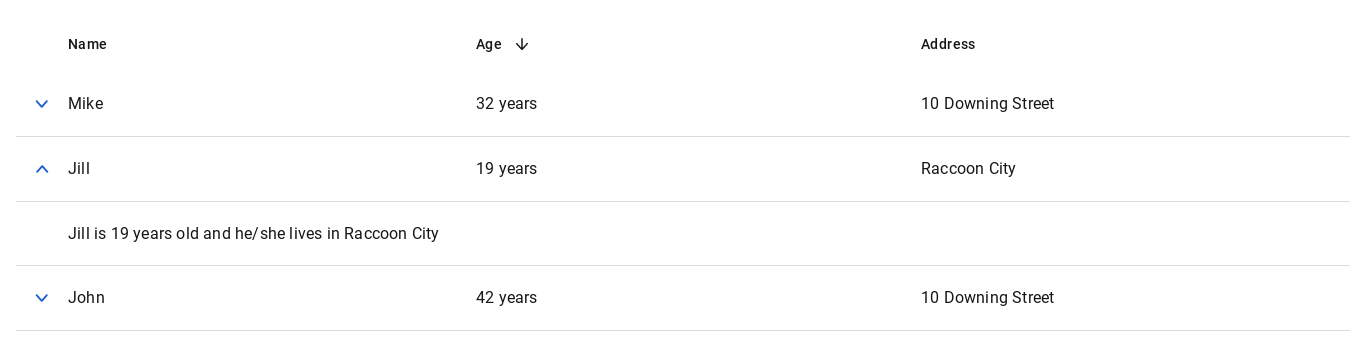 Name Age Address
Mike 32 years 10 Downing Street
Jill 19 years Raccoon City
Jill is 19 years old and he/she lives in Raccoon City
John 42 years 10 Downing Street